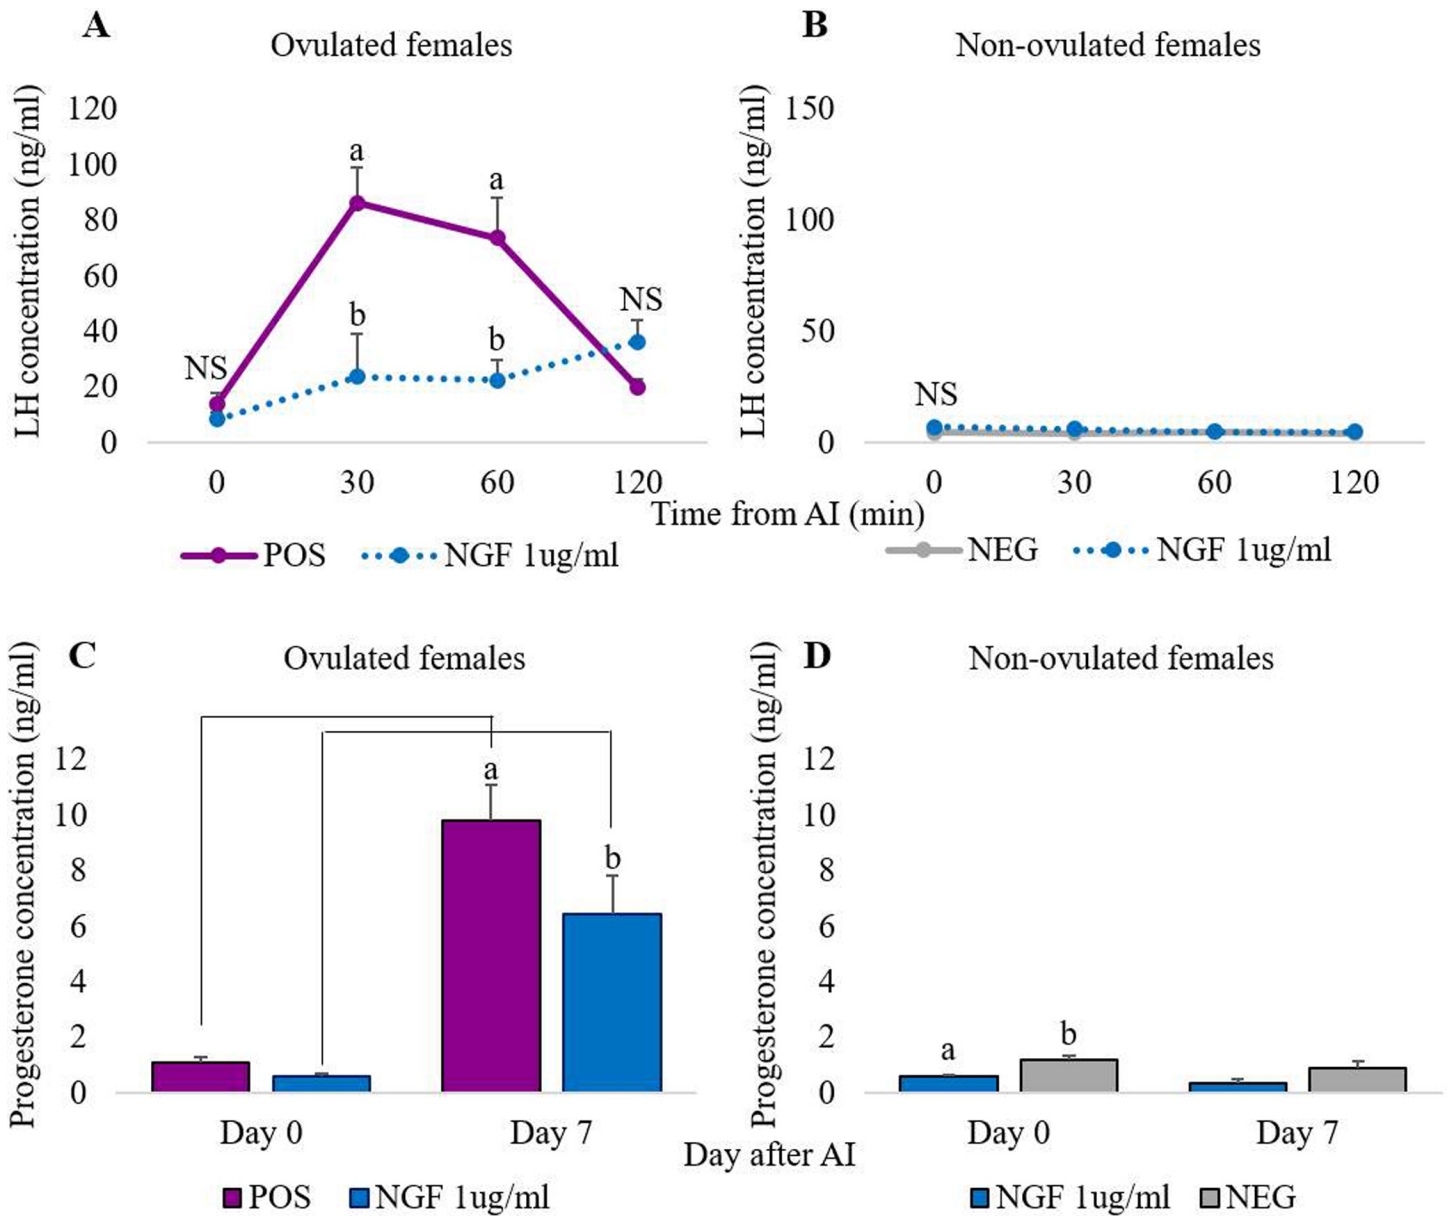 A
Ovulated females
LH concentration (ng/ml)
120
100
80
60
40
20
0
NS
a
a
b
b
NS
0 30 60 120
POS NGF 1ug/ml
B
Non-ovulated females
LH concentration (ng/ml)
150
100
50
0
NS
0 30 60 120
NEG NGF 1ug/ml
Time from AI (min)
C
Ovulated females
Progesterone concentration (ng/ml)
12
10
8
6
4
2
0
a
b
Day 0 Day 7
POS NGF 1ug/ml
D
Non-ovulated females
Progesterone concentration (ng/ml)
12
10
8
6
4
2
0
a
b
Day 0 Day 7
NGF 1ug/ml NEG
Day after AI